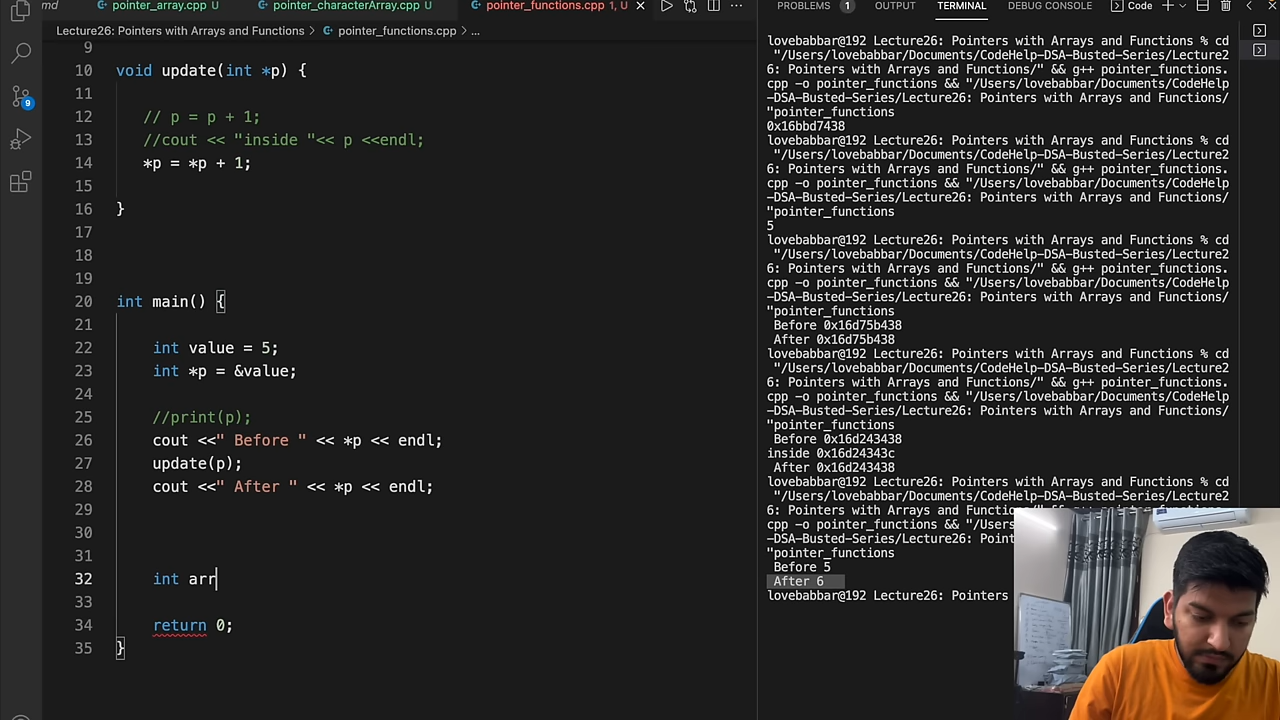 md
pointer_array.cpp U
pointer_characterArray.cpp U
pointer_functions.cpp 1, U
Lecture26: Pointers with Arrays and Functions > pointer_functions.cpp > ...
9
10 void update(int *p) {
11
12 // p = p + 1;
13 //cout << "inside "<< p <<endl;
14 *p = *p + 1;
15
16 }
17
18
19
20 int main() {
21
22 int value = 5;
23 int *p = &value;
24
25 //print(p);
26 cout <<" Before " << *p << endl;
27 update(p);
28 cout <<" After " << *p << endl;
29
30
31
32 int arr
33
34 return 0;
35 }
9
PROBLEMS 1 OUTPUT TERMINAL DEBUG CONSOLE Code
lovebabbar@192 Lecture26: Pointers with Arrays and Functions % cd
"/Users/lovebabbar/Documents/CodeHelp-DSA-Busted-Series/Lecture2
6: Pointers with Arrays and Functions/" && g++ pointer_functions.
cpp -o pointer_functions && "/Users/lovebabbar/Documents/CodeHelp
-DSA-Busted-Series/Lecture26: Pointers with Arrays and Functions/
"pointer_functions
0x16bbd7438
lovebabbar@192 Lecture26: Pointers with Arrays and Functions % cd
"/Users/lovebabbar/Documents/CodeHelp-DSA-Busted-Series/Lecture2
6: Pointers with Arrays and Functions/" && g++ pointer_functions.
cpp -o pointer_functions && "/Users/lovebabbar/Documents/CodeHelp
-DSA-Busted-Series/Lecture26: Pointers with Arrays and Functions/
"pointer_functions
5
lovebabbar@192 Lecture26: Pointers with Arrays and Functions % cd
"/Users/lovebabbar/Documents/CodeHelp-DSA-Busted-Series/Lecture2
6: Pointers with Arrays and Functions/" && g++ pointer_functions.
cpp -o pointer_functions && "/Users/lovebabbar/Documents/CodeHelp
-DSA-Busted-Series/Lecture26: Pointers with Arrays and Functions/
"pointer_functions
Before 0x16d75b438
After 0x16d75b438
lovebabbar@192 Lecture26: Pointers with Arrays and Functions % cd
"/Users/lovebabbar/Documents/CodeHelp-DSA-Busted-Series/Lecture2
6: Pointers with Arrays and Functions/" && g++ pointer_functions.
cpp -o pointer_functions && "/Users/lovebabbar/Documents/CodeHelp
-DSA-Busted-Series/Lecture26: Pointers with Arrays and Functions/
"pointer_functions
Before 0x16d243438
inside 0x16d24343c
After 0x16d243438
lovebabbar@192 Lecture26: Pointers with Arrays and Functions % cd
"/Users/lovebabbar/Documents/CodeHelp-DSA-Busted-Series/Lecture2
6: Pointers with Arrays and Functions
cpp -o pointer_functions && "/Users
-DSA-Busted-Series/Lecture26: Point
"pointer_functions
Before 5
After 6
lovebabbar@192 Lecture26: Pointers